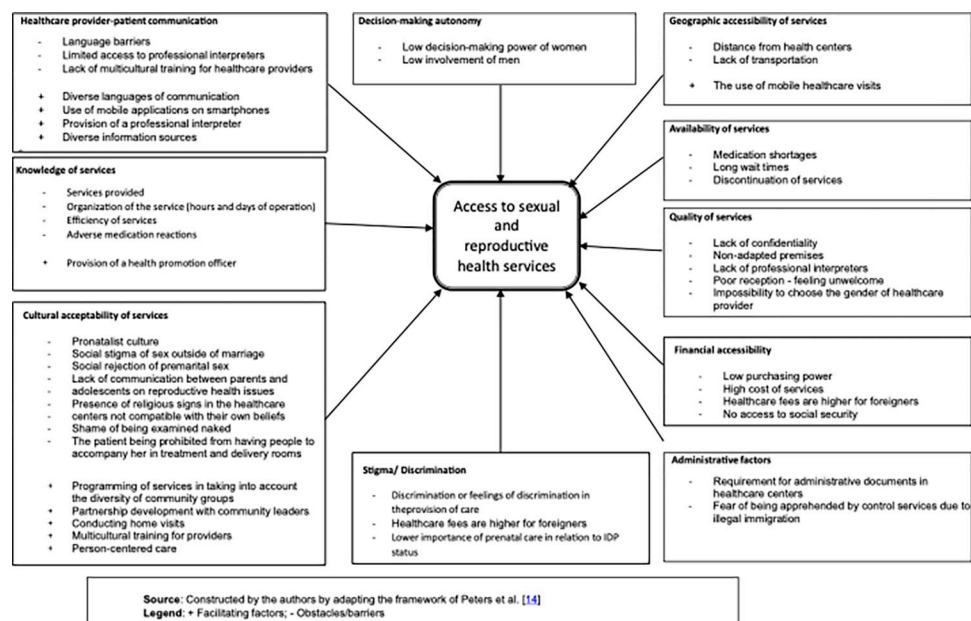 Healthcare provider-patient communication
- Language barriers
- Limited access to professional interpreters
- Lack of multicultural training for healthcare providers
+ Diverse languages of communication
+ Use of mobile applications on smartphones
+ Provision of a professional interpreter
+ Diverse information sources
Knowledge of services
- Services provided
- Organization of the service (hours and days of operation)
- Efficiency of services
- Adverse medication reactions
+ Provision of a health promotion officer
Cultural acceptability of services
- Pronatalist culture
- Social stigma of sex outside of marriage
- Social rejection of premarital sex
- Lack of communication between parents and
- adolescents on reproductive health issues
- Presence of religious signs in the healthcare
- centers not compatible with their own beliefs
- Shame of being examined naked
- The patient being prohibited from having people to
accompany her in treatment and delivery rooms
+ Programming of services in taking into account
the diversity of community groups
+ Partnership development with community leaders
+ Conducting home visits
+ Multicultural training for providers
+ Person-centered care
Decision-making autonomy
- Low decision-making power of women
- Low involvement of men
Access to sexual
and
reproductive
health services
Stigma/ Discrimination
- Discrimination or feelings of discrimination in
theprovision of care
- Healthcare fees are higher for foreigners
- Lower importance of prenatal care in relation to IDP
status
Geographic accessibility of services
- Distance from health centers
- Lack of transportation
+ The use of mobile healthcare visits
Availability of services
- Medication shortages
- Long wait times
- Discontinuation of services
Quality of services
- Lack of confidentiality
- Non-adapted premises
- Lack of professional interpreters
- Poor reception - feeling unwelcome
- Impossibility to choose the gender of healthcare
provider
Financial accessibility
- Low purchasing power
- High cost of services
- Healthcare fees are higher for foreigners
- No access to social security
Administrative factors
- Requirement for administrative documents in
healthcare centers
- Fear of being apprehended by control services due to
illegal immigration
Source: Constructed by the authors by adapting the framework of Peters et al. [14]
Legend: + Facilitating factors; - Obstacles/barriers